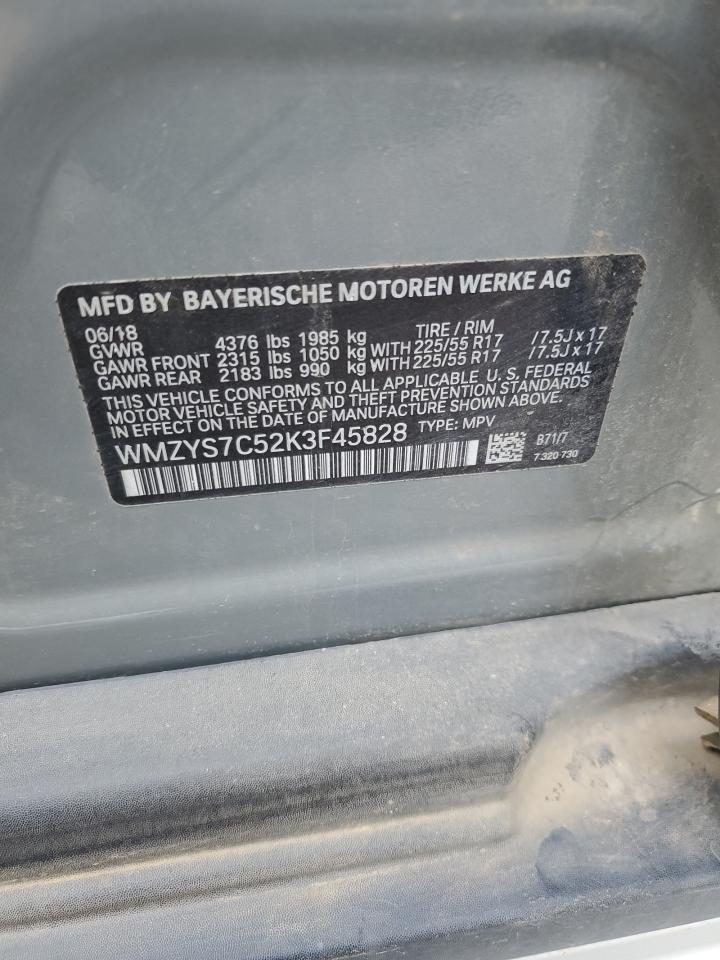 MFD BY BAYERISCHE MOTOREN WERKE AG
06/18 TIRE / RIM
GVWR 4376 lbs 1985 kg
GAWR FRONT 2315 lbs 1050 kg WITH 225/55 R17 /7.5J x 17
GAWR REAR 2183 lbs 990 kg WITH 225/55 R17 /7.5J x 17
THIS VEHICLE CONFORMS TO ALL APPLICABLE U. S. FEDERAL
MOTOR VEHICLE SAFETY AND THEFT PREVENTION STANDARDS
IN EFFECT ON THE DATE OF MANUFACTURE SHOWN ABOVE.
WMZYS7C52K3F45828 TYPE: MPV
B71/7
7 320 730